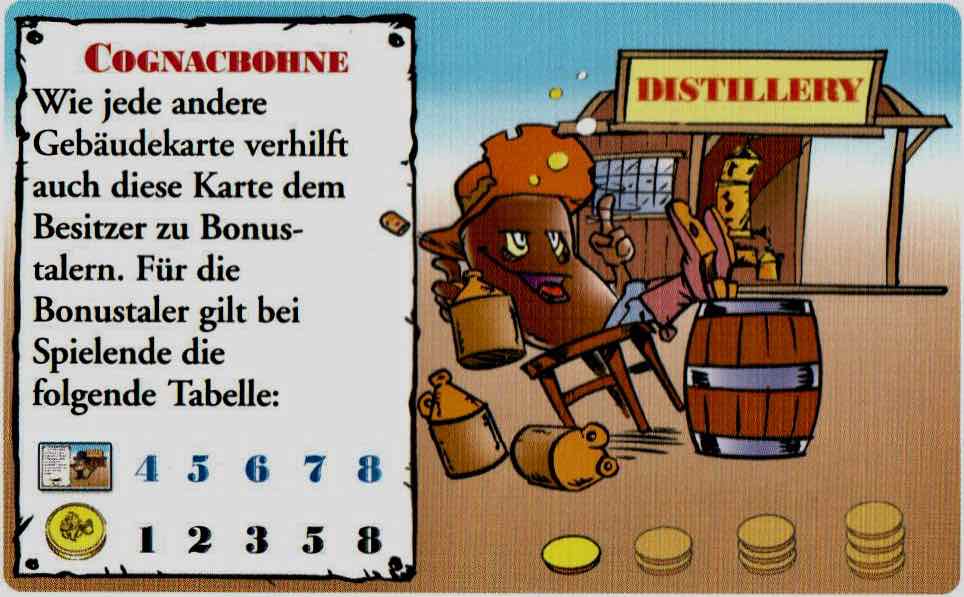 COGNACBOHNE
Wie jede andere
Gebäudekarte verhilft
auch diese Karte dem
Besitzer zu Bonus-
talern. Für die
Bonustaler gilt bei
Spielende die
folgende Tabelle:
4 5 6 7 8
1 2 3 5 8
DISTILLERY